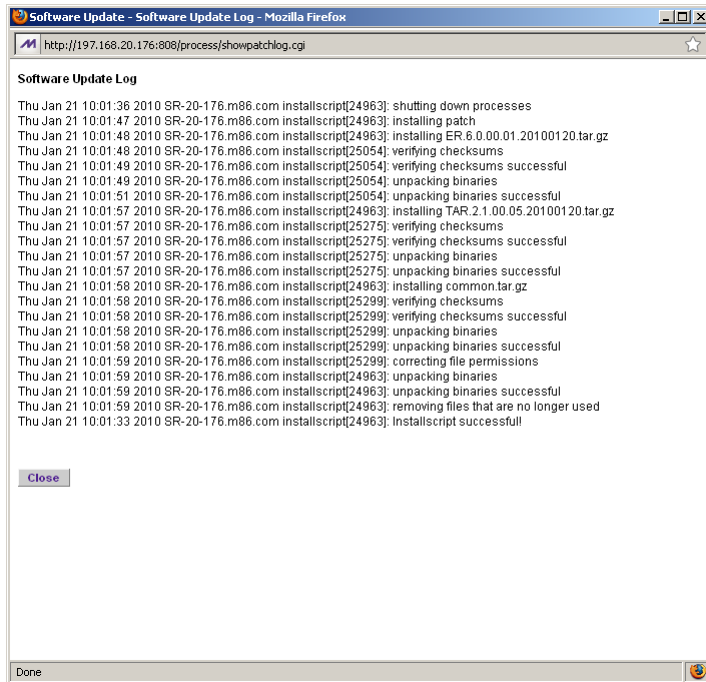 Software Update - Software Update Log - Mozilla Firefox
http://197.168.20.176:808/process/showpatchlog.cgi
Software Update Log
Thu Jan 21 10:01:36 2010 SR-20-176.m86.com installscript[24963]: shutting down processes
Thu Jan 21 10:01:47 2010 SR-20-176.m86.com installscript[24963]: installing patch
Thu Jan 21 10:01:48 2010 SR-20-176.m86.com installscript[24963]: installing ER.6.0.00.01.20100120.tar.gz
Thu Jan 21 10:01:48 2010 SR-20-176.m86.com installscript[25054]: verifying checksums
Thu Jan 21 10:01:49 2010 SR-20-176.m86.com installscript[25054]: verifying checksums successful
Thu Jan 21 10:01:49 2010 SR-20-176.m86.com installscript[25054]: unpacking binaries
Thu Jan 21 10:01:51 2010 SR-20-176.m86.com installscript[25054]: unpacking binaries successful
Thu Jan 21 10:01:57 2010 SR-20-176.m86.com installscript[24963]: installing TAR.2.1.00.05.20100120.tar.gz
Thu Jan 21 10:01:57 2010 SR-20-176.m86.com installscript[25275]: verifying checksums
Thu Jan 21 10:01:57 2010 SR-20-176.m86.com installscript[25275]: verifying checksums successful
Thu Jan 21 10:01:57 2010 SR-20-176.m86.com installscript[25275]: unpacking binaries
Thu Jan 21 10:01:57 2010 SR-20-176.m86.com installscript[25275]: unpacking binaries successful
Thu Jan 21 10:01:58 2010 SR-20-176.m86.com installscript[24963]: installing common.tar.gz
Thu Jan 21 10:01:58 2010 SR-20-176.m86.com installscript[25299]: verifying checksums
Thu Jan 21 10:01:58 2010 SR-20-176.m86.com installscript[25299]: verifying checksums successful
Thu Jan 21 10:01:58 2010 SR-20-176.m86.com installscript[25299]: unpacking binaries
Thu Jan 21 10:01:58 2010 SR-20-176.m86.com installscript[25299]: unpacking binaries successful
Thu Jan 21 10:01:59 2010 SR-20-176.m86.com installscript[25299]: correcting file permissions
Thu Jan 21 10:01:59 2010 SR-20-176.m86.com installscript[24963]: unpacking binaries
Thu Jan 21 10:01:59 2010 SR-20-176.m86.com installscript[24963]: unpacking binaries successful
Thu Jan 21 10:01:59 2010 SR-20-176.m86.com installscript[24963]: removing files that are no longer used
Thu Jan 21 10:01:33 2010 SR-20-176.m86.com installscript[24963]: Installscript successful!
Close
Done